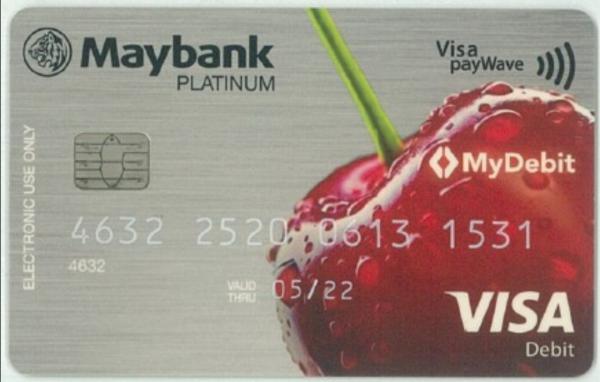 Maybank
PLATINUM
Visa
payWave
MyDebit
ELECTRONIC USE ONLY
4632 2520 0613 1531
4632
VALID
THRU 05/22
VISA
Debit